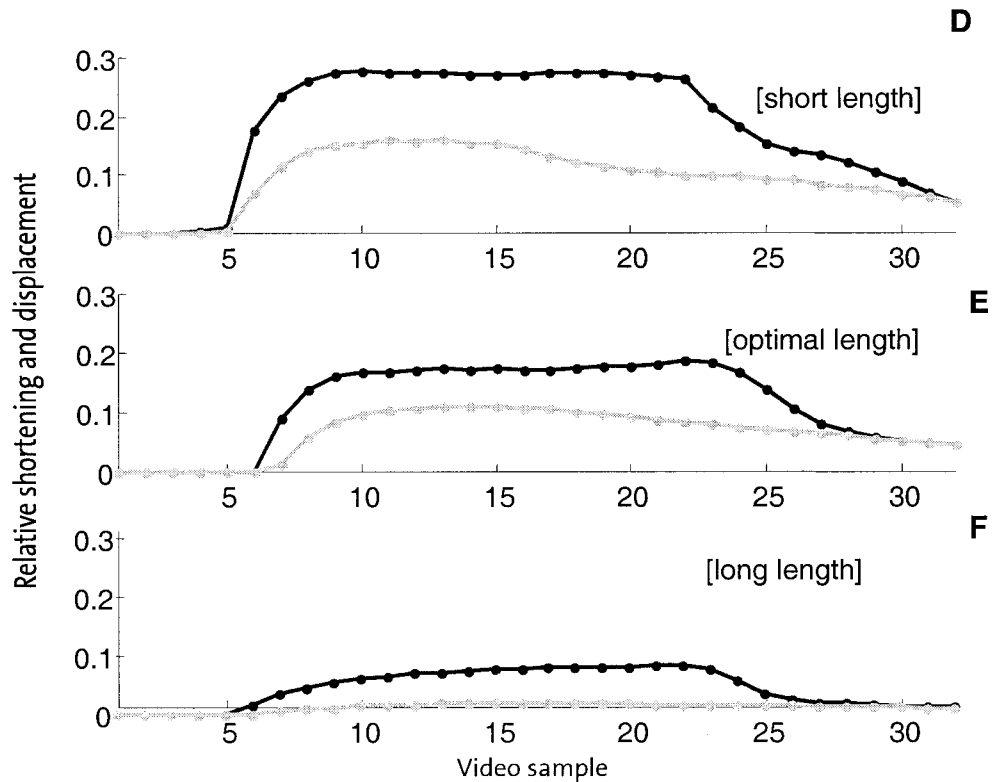 D
0.3
[short length]
0.2
0.1
0
5 10 15 20 25 30
Relative shortening and displacement
E
0.3
[optimal length]
0.2
0.1
0
5 10 15 20 25 30
F
0.3
[long length]
0.2
0.1
0
5 10 15 20 25 30
Video sample